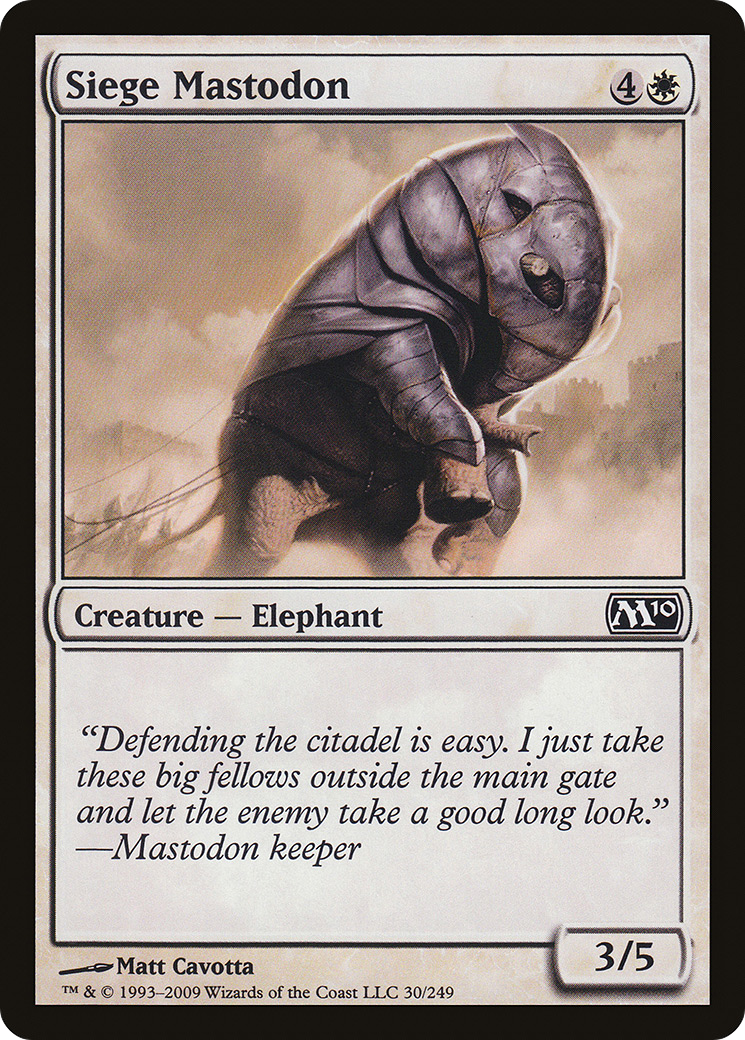 Siege Mastodon 4
Creature — Elephant M10
“Defending the citadel is easy. I just take
these big fellows outside the main gate
and let the enemy take a good long look.”
—Mastodon keeper
3/5
Matt Cavotta
™ & © 1993–2009 Wizards of the Coast LLC 30/249